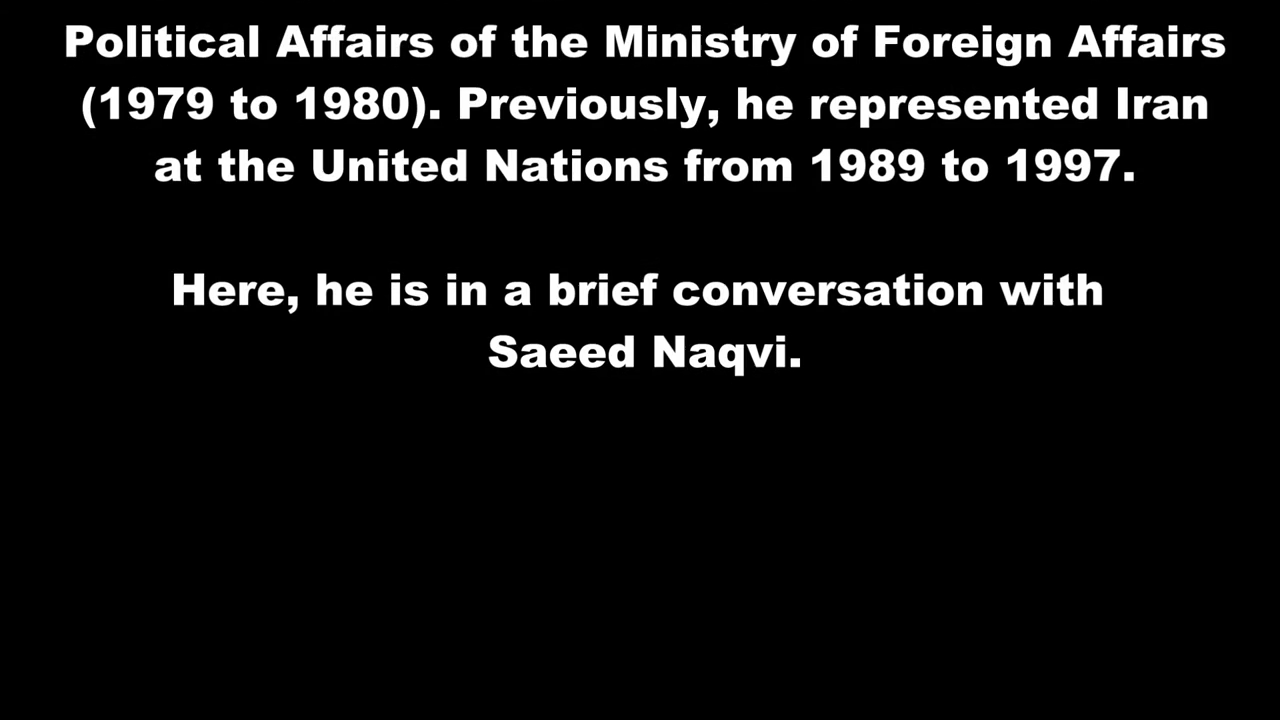 Political Affairs of the Ministry of Foreign Affairs
(1979 to 1980). Previously, he represented Iran
at the United Nations from 1989 to 1997.
Here, he is in a brief conversation with
Saeed Naqvi.